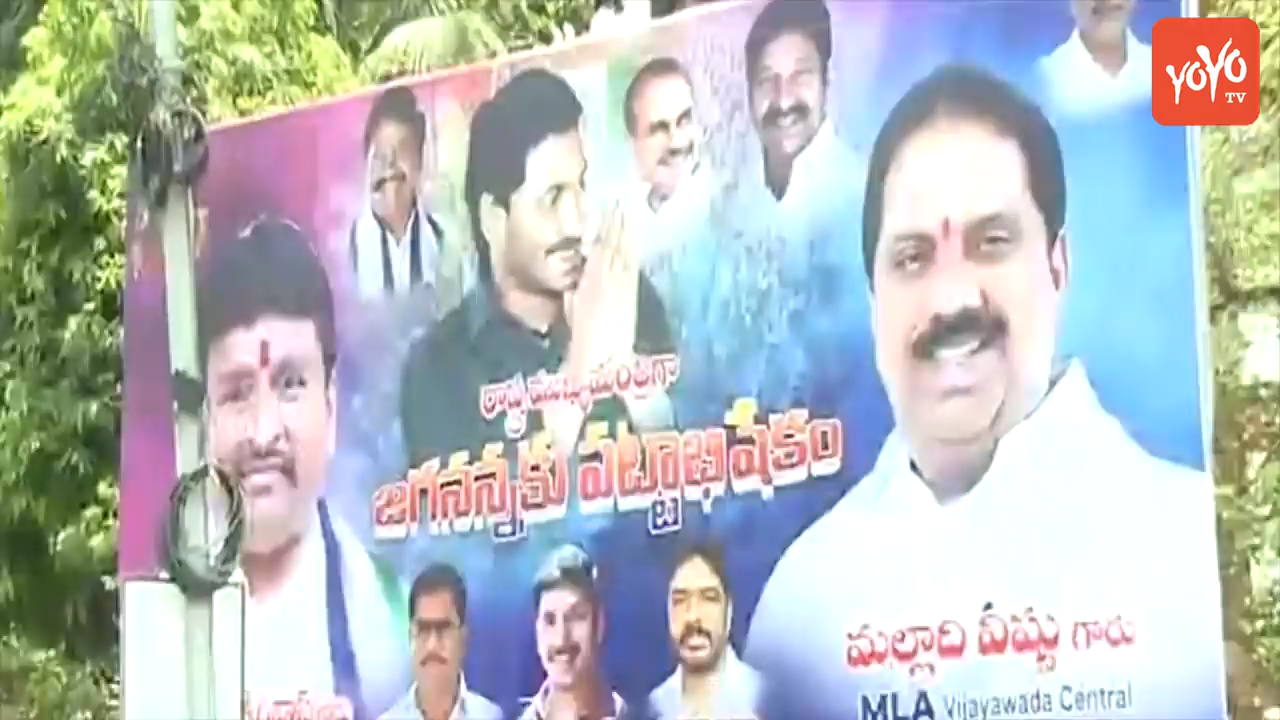 YOYO
TV
రాష్ట్ర ముఖ్యమంత్రిగా
జగనన్నకు పట్టాభిషేకం
మల్లాది విష్ణు గారు
MLA Vijayawada Central